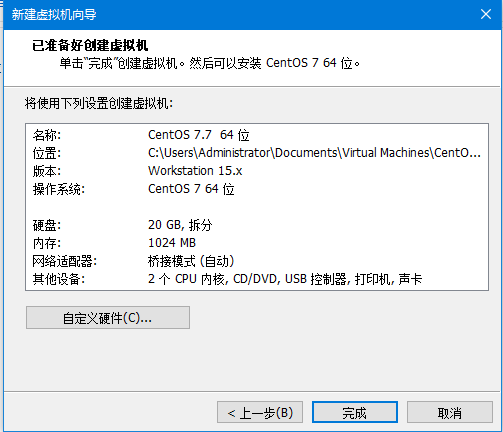 新建虚拟机向导
已准备好创建虚拟机
单击“完成”创建虚拟机。然后可以安装 CentOS 7 64 位。
将使用下列设置创建虚拟机:
名称: CentOS 7.7 64 位
位置: C:\Users\Administrator\Documents\Virtual Machines\CentO...
版本: Workstation 15.x
操作系统: CentOS 7 64 位
硬盘: 20 GB, 拆分
内存: 1024 MB
网络适配器: 桥接模式 (自动)
其他设备: 2 个 CPU 内核, CD/DVD, USB 控制器, 打印机, 声卡
自定义硬件(C)...
< 上一步(B) 完成 取消